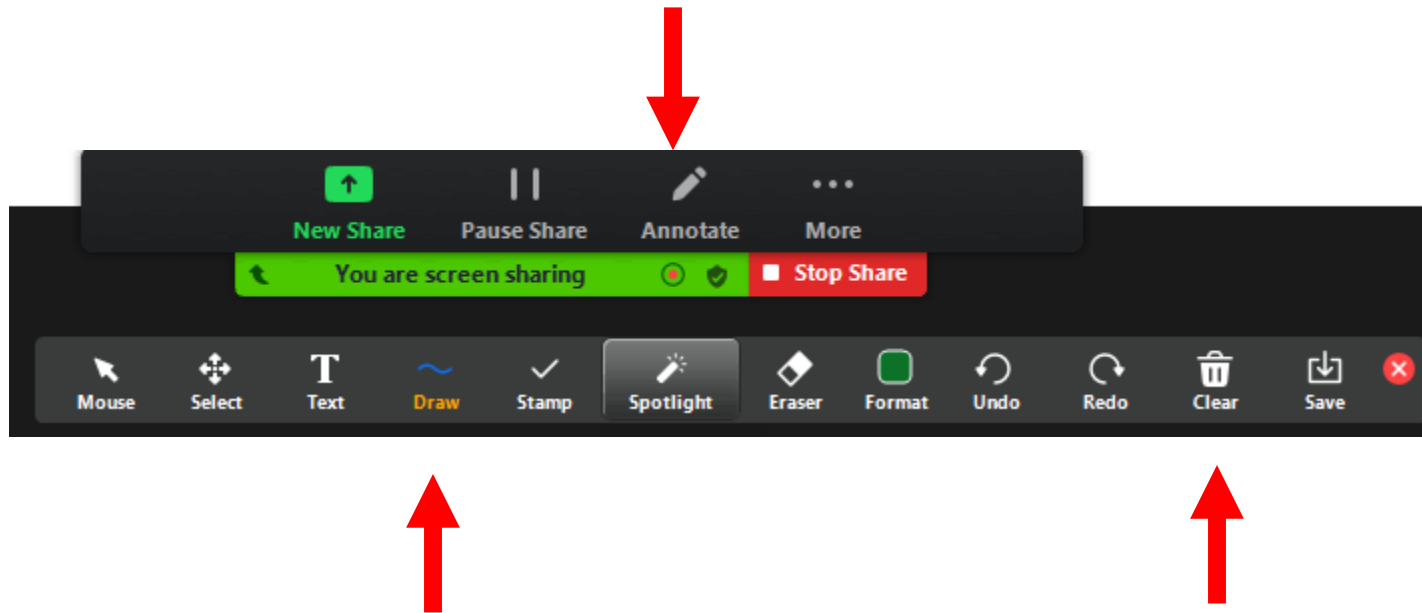 New Share Pause Share Annotate More
You are screen sharing Stop Share
T
Mouse Select Text Draw Stamp Spotlight Eraser Format Undo Redo Clear Save